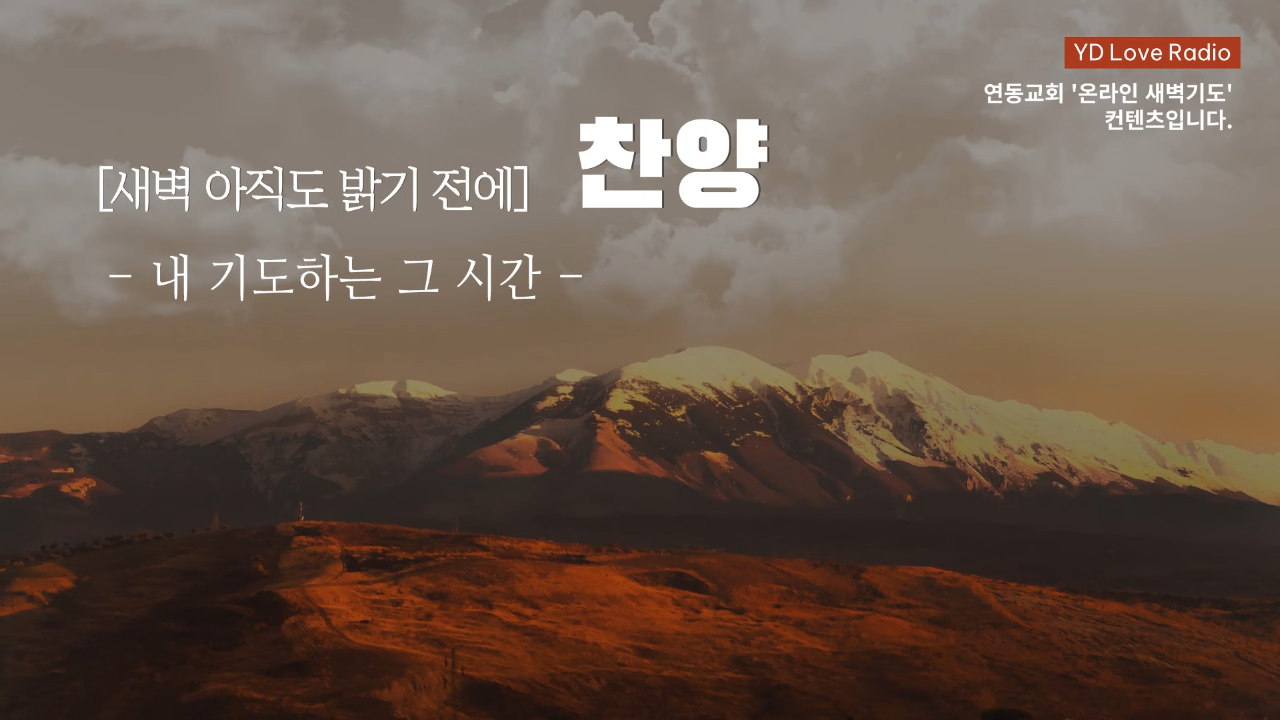 YD Love Radio
연동교회 '온라인 새벽기도'
컨텐츠입니다.
[새벽 아직도 밝기 전에] 찬양
- 내 기도하는 그 시간 -